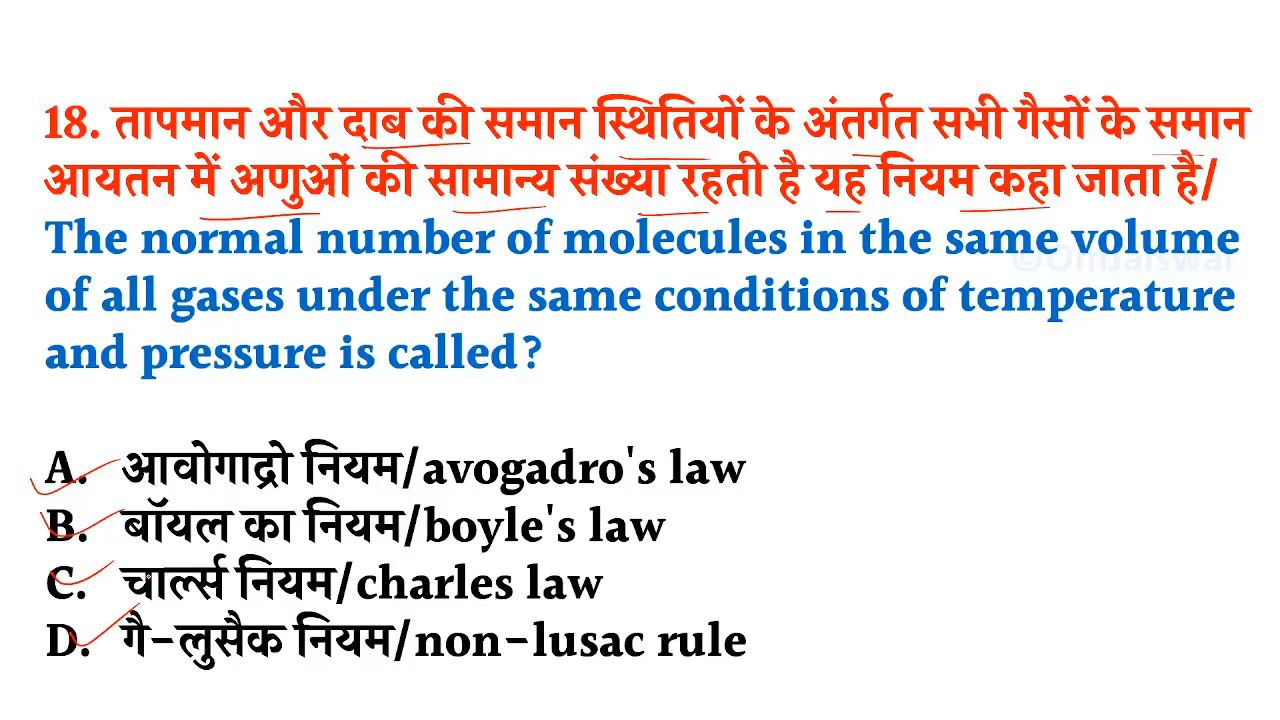 18. तापमान और दाब की समान स्थितियों के अंतर्गत सभी गैसों के समान
आयतन में अणुओं की सामान्य संख्या रहती है यह नियम कहा जाता है/
The normal number of molecules in the same volume
©OmJaiswal
of all gases under the same conditions of temperature
and pressure is called?
A. आवोगाद्रो नियम/avogadro's law
B. बॉयल का नियम/boyle's law
C. चार्ल्स नियम/charles law
D. गै-लुसैक नियम/non-lusac rule